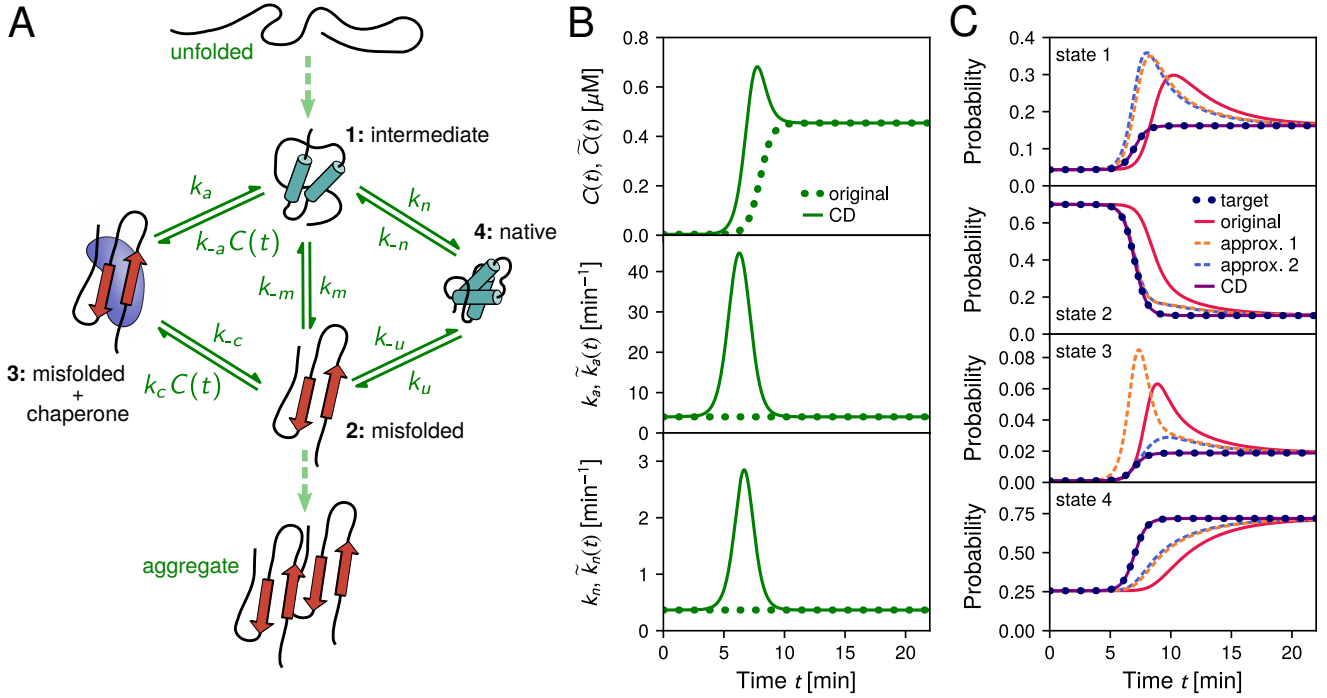 A
unfolded
1: intermediate
k_a
k_{-a} C(t)
k_n
k_{-n}
4: native
k_{-m}
k_m
k_{-c}
k_c C(t)
k_{-u}
k_u
3: misfolded
+
chaperone
2: misfolded
aggregate
B
C(t), C̃(t) [μM]
0.8
0.6
0.4
0.2
0.0
original
CD
k_a, k̃_a(t) [min⁻¹]
40
30
20
10
0
k_n, k̃_n(t) [min⁻¹]
3
2
1
0
0
5
10
15
20
Time t [min]
C
Probability
0.4
0.3
0.2
0.1
0.0
state 1
Probability
0.6
0.4
0.2
0.0
state 2
target
original
approx. 1
approx. 2
CD
Probability
0.08
0.06
0.04
0.02
0.00
state 3
Probability
0.75
0.50
0.25
0.00
state 4
0
5
10
15
20
Time t [min]